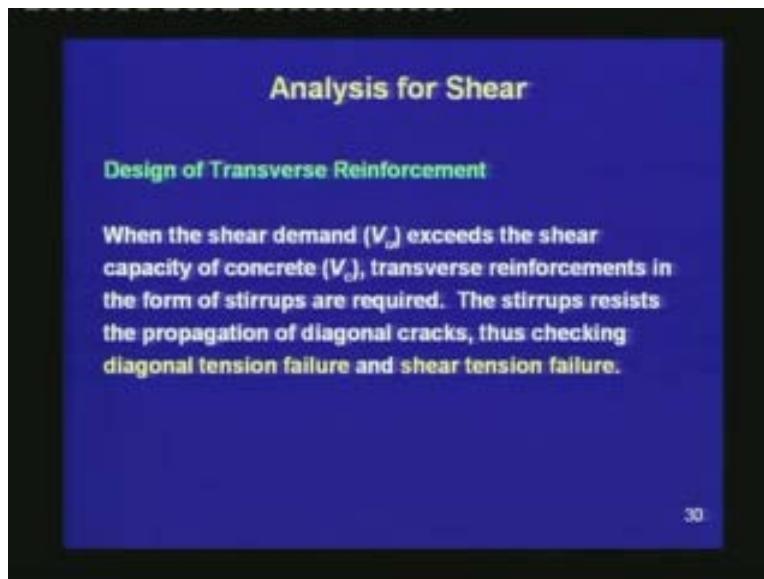 Analysis for Shear
Design of Transverse Reinforcement
When the shear demand (Vu) exceeds the shear
capacity of concrete (Vc), transverse reinforcements in
the form of stirrups are required. The stirrups resists
the propagation of diagonal cracks, thus checking
diagonal tension failure and shear tension failure.
30